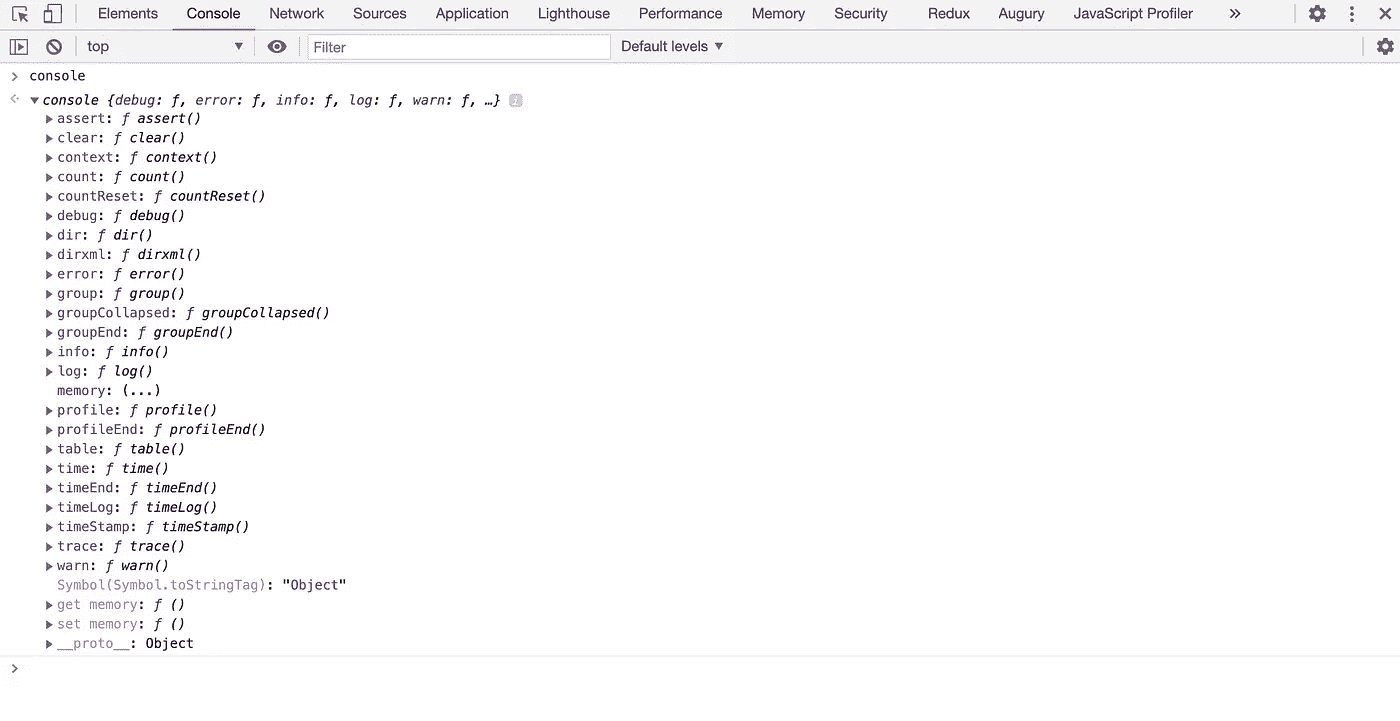 Elements Console Network Sources Application Lighthouse Performance Memory Security Redux Augury JavaScript Profiler »
top ▼ Filter Default levels ▼
> console
console {debug: ƒ, error: ƒ, info: ƒ, log: ƒ, warn: ƒ, …} i
assert: ƒ assert()
clear: ƒ clear()
context: ƒ context()
count: ƒ count()
countReset: ƒ countReset()
debug: ƒ debug()
dir: ƒ dir()
dirxml: ƒ dirxml()
error: ƒ error()
group: ƒ group()
groupCollapsed: ƒ groupCollapsed()
groupEnd: ƒ groupEnd()
info: ƒ info()
log: ƒ log()
memory: (...)
profile: ƒ profile()
profileEnd: ƒ profileEnd()
table: ƒ table()
time: ƒ time()
timeEnd: ƒ timeEnd()
timeLog: ƒ timeLog()
timeStamp: ƒ timeStamp()
trace: ƒ trace()
warn: ƒ warn()
Symbol(Symbol.toStringTag): "Object"
get memory: ƒ ()
set memory: ƒ ()
__proto__: Object
>